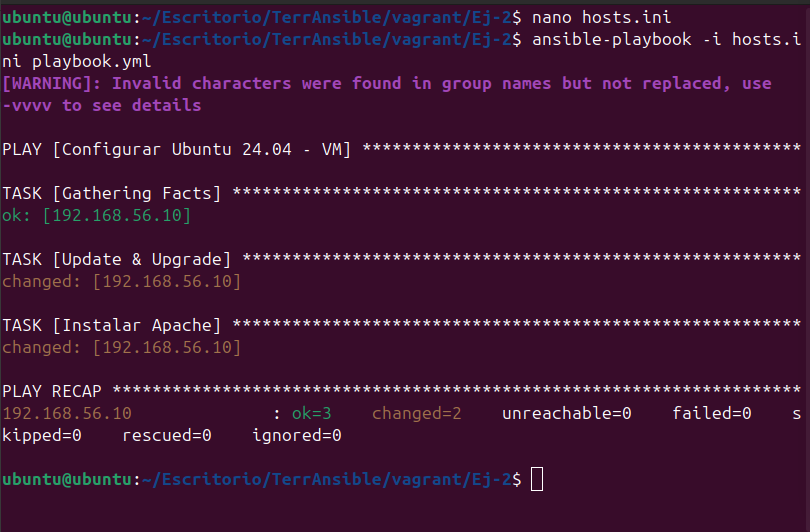 ubuntu@ubuntu:~/Escritorio/TerrAnsible/vagrant/Ej-2$ nano hosts.ini
ubuntu@ubuntu:~/Escritorio/TerrAnsible/vagrant/Ej-2$ ansible-playbook -i hosts.i
ni playbook.yml
[WARNING]: Invalid characters were found in group names but not replaced, use
-vvvv to see details

PLAY [Configurar Ubuntu 24.04 - VM] ********************************************

TASK [Gathering Facts] *********************************************************
ok: [192.168.56.10]

TASK [Update & Upgrade] ********************************************************
changed: [192.168.56.10]

TASK [Instalar Apache] *********************************************************
changed: [192.168.56.10]

PLAY RECAP *********************************************************************
192.168.56.10              : ok=3    changed=2    unreachable=0    failed=0    s
kipped=0    rescued=0    ignored=0

ubuntu@ubuntu:~/Escritorio/TerrAnsible/vagrant/Ej-2$